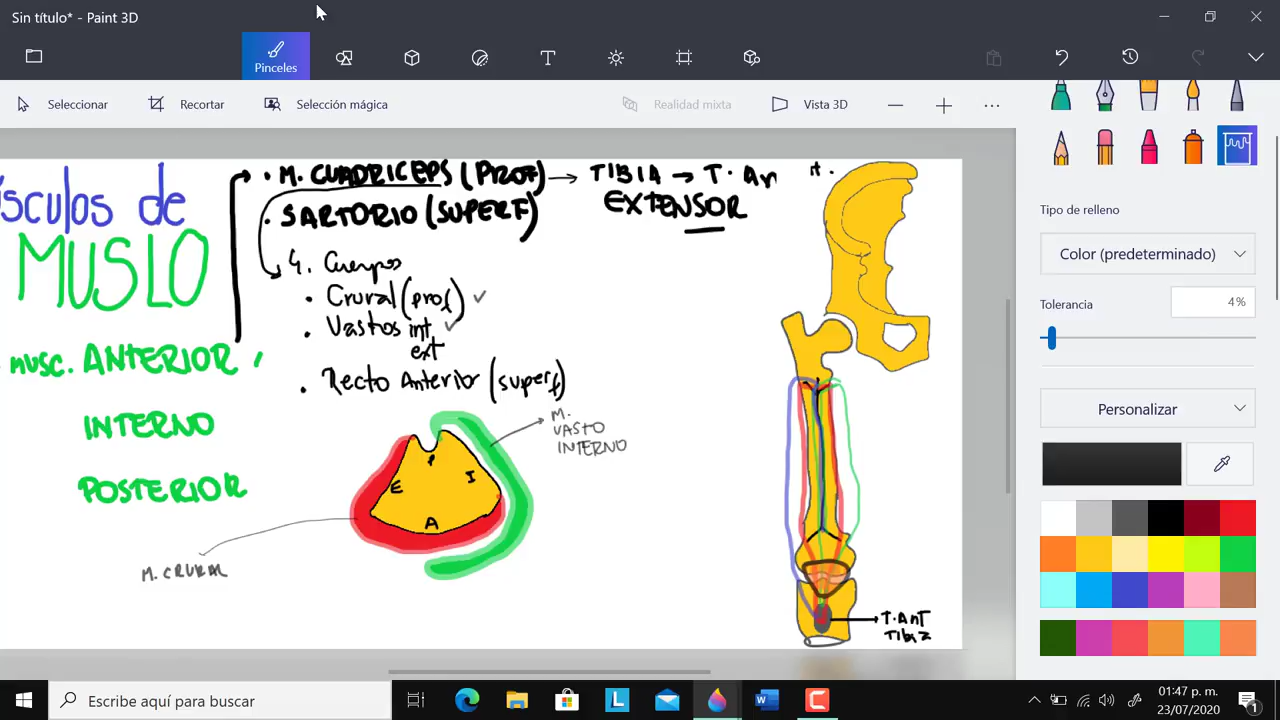 Sin título* - Paint 3D
Pinceles
Seleccionar
Recortar
Selección mágica
Realidad mixta
Vista 3D
sculos de
MUSLO
musc. ANTERIOR
INTERNO
POSTERIOR
• M. CUADRICEPS (PROF) → TIBIA → T. An
• SARTORIO (SUPERF)
EXTENSOR
4. Cuerpos
• Crural (prof) ✓
• Vastos int ✓
ext
• Recto Anterior (superf)
M.
VASTO
INTERNO
P
E
I
A
M. CRURAL
T. Ant
Tibia
Tipo de relleno
Color (predeterminado)
Tolerancia
4%
Personalizar
Escribe aquí para buscar
01:47 p. m.
23/07/2020